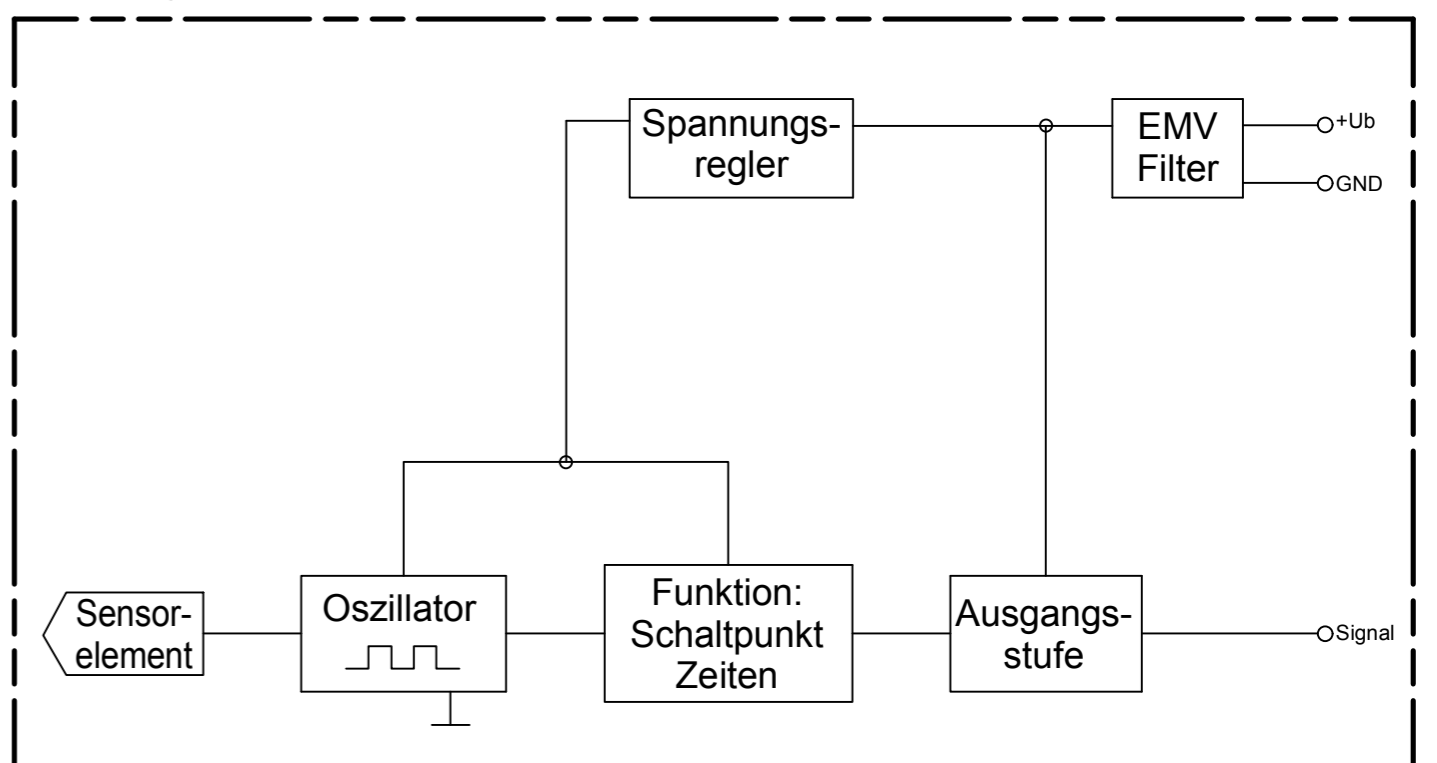 Spannungs-
regler
EMV
Filter
+Ub
GND
Sensor-
element
Oszillator
Funktion:
Schaltpunkt
Zeiten
Ausgangs-
stufe
Signal